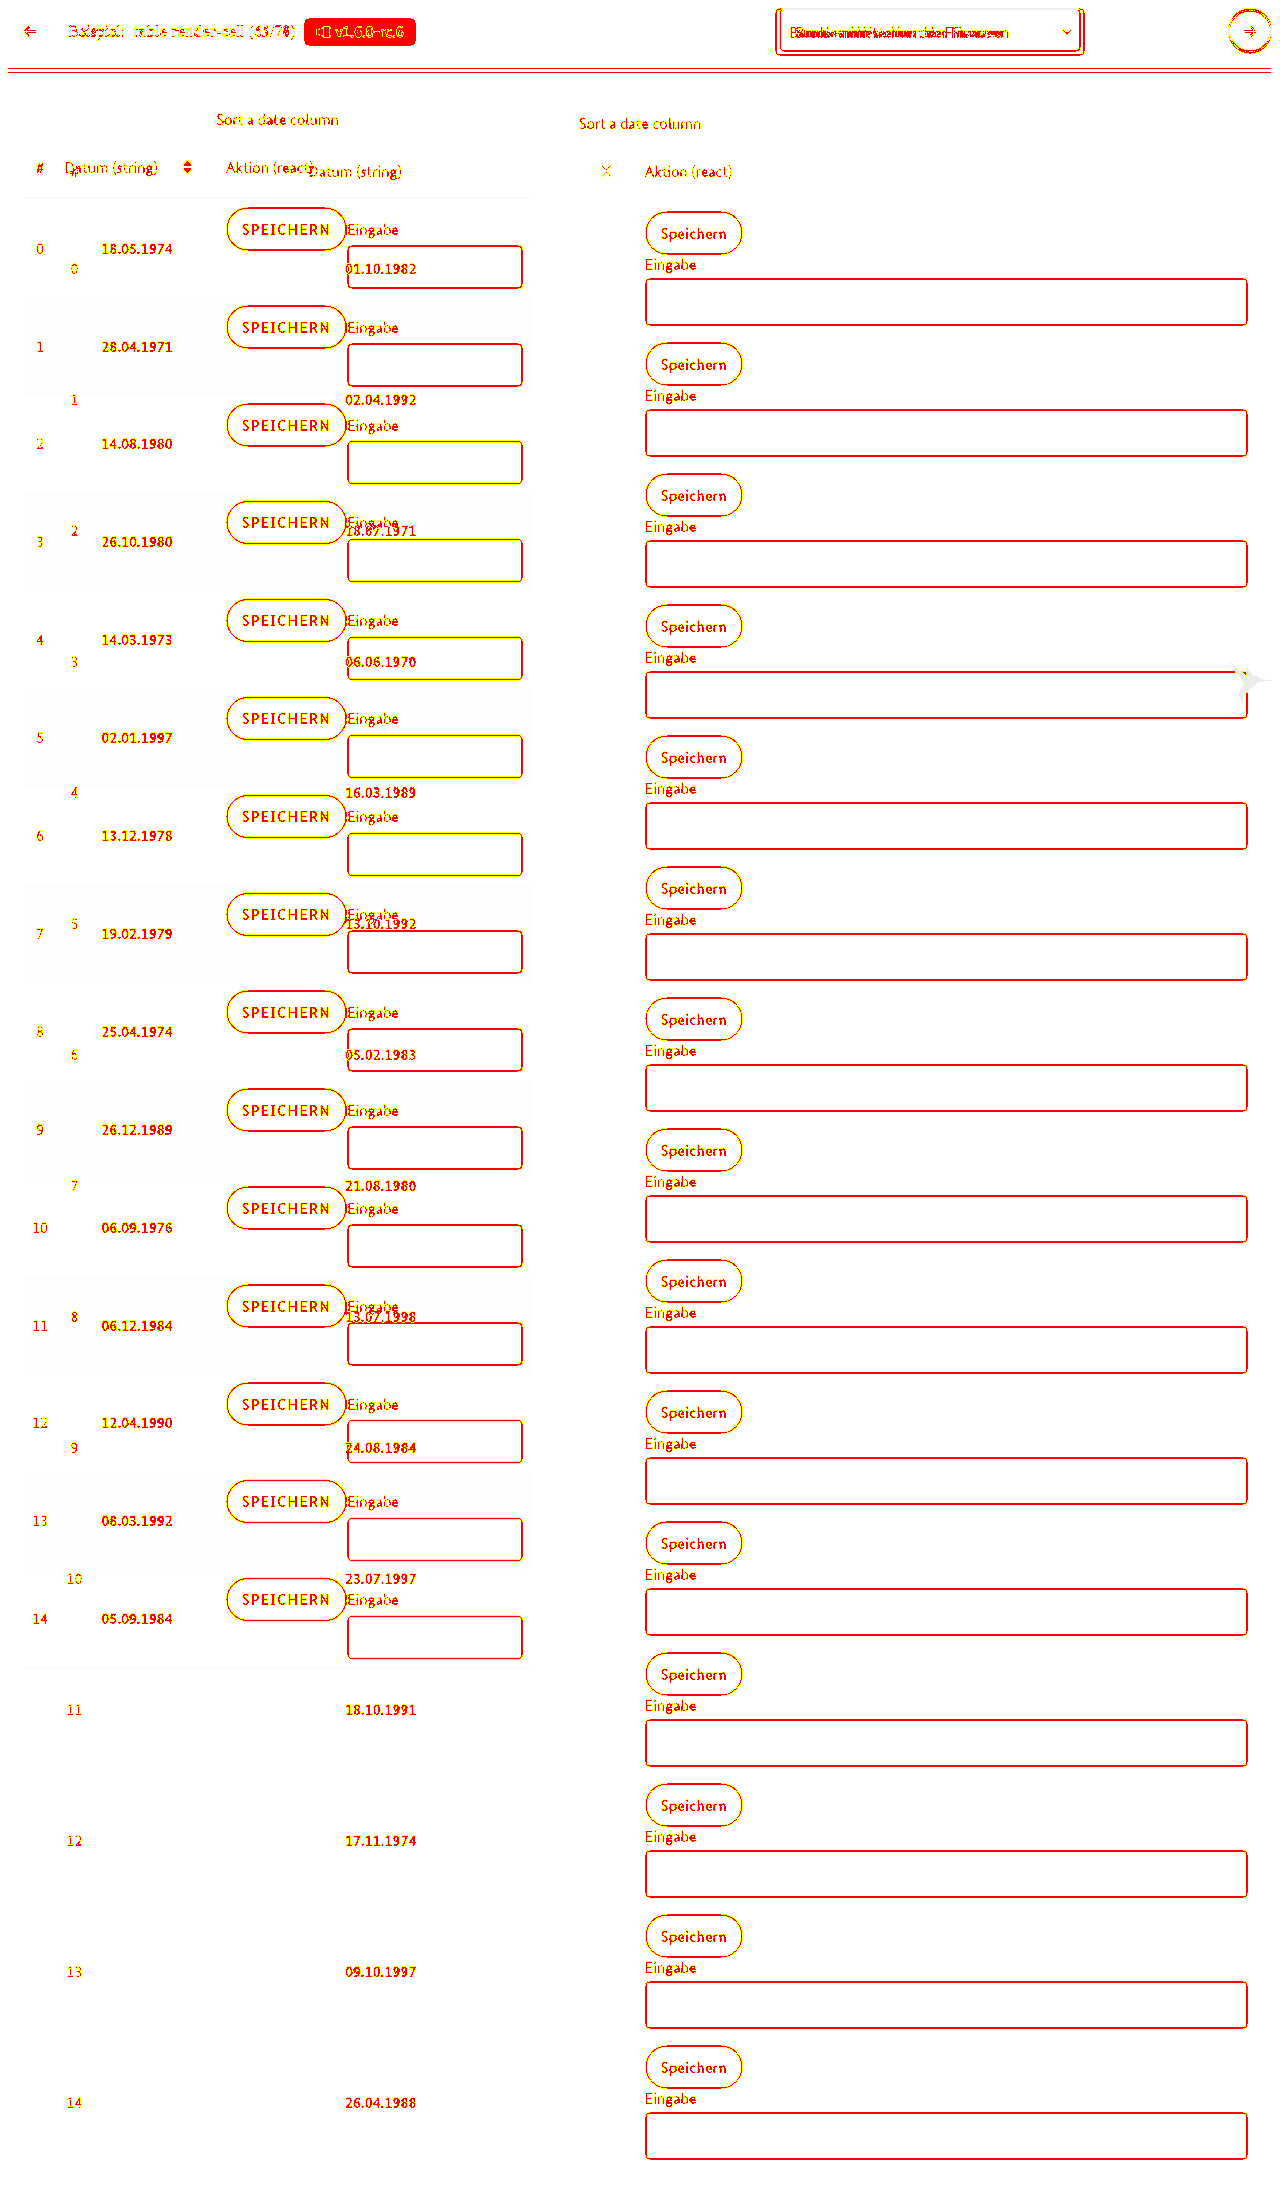 Beispiel: table render-cell (65/78) v1.6.0-rc.6
Sort a date column
Sort a date column
# Datum (string) Aktion (react)
# Datum (string) Aktion (react)
SPEICHERN Eingabe
Speichern
0 18.05.1974
Eingabe
0 01.10.1982
SPEICHERN Eingabe
1 28.04.1971
Speichern
Eingabe
1 02.04.1992
SPEICHERN Eingabe
2 14.08.1980
Speichern
SPEICHERN Eingabe
Eingabe
2 18.07.1971
3 26.10.1980
SPEICHERN Eingabe
Speichern
4 14.03.1973
Eingabe
3 06.06.1970
SPEICHERN Eingabe
5 02.01.1997
Speichern
Eingabe
4 16.03.1989
SPEICHERN Eingabe
6 13.12.1978
Speichern
SPEICHERN Eingabe
Eingabe
5 13.10.1992
7 19.02.1979
SPEICHERN Eingabe
Speichern
8 25.04.1974
Eingabe
6 05.02.1983
SPEICHERN Eingabe
9 26.12.1989
Speichern
Eingabe
7 21.08.1980
SPEICHERN Eingabe
10 06.09.1976
Speichern
SPEICHERN Eingabe
Eingabe
8 13.07.1998
11 06.12.1984
SPEICHERN Eingabe
Speichern
12 12.04.1990
Eingabe
9 24.08.1984
SPEICHERN Eingabe
13 08.03.1992
Speichern
Eingabe
10 23.07.1997
SPEICHERN Eingabe
14 05.09.1984
Speichern
Eingabe
11 18.10.1991
Speichern
Eingabe
12 17.11.1974
Speichern
Eingabe
13 09.10.1997
Speichern
Eingabe
14 26.04.1988